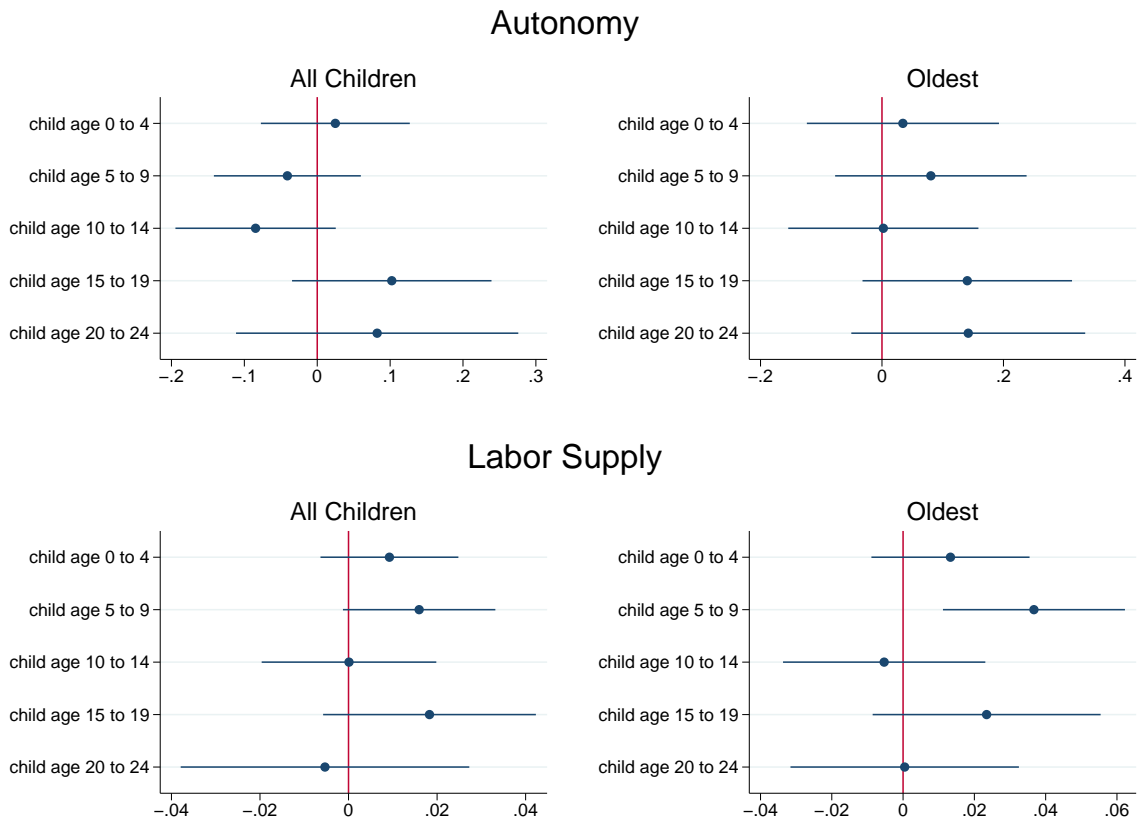 Autonomy
All Children
child age 0 to 4
child age 5 to 9
child age 10 to 14
child age 15 to 19
child age 20 to 24
−.2 −.1 0 .1 .2 .3
Oldest
child age 0 to 4
child age 5 to 9
child age 10 to 14
child age 15 to 19
child age 20 to 24
−.2 0 .2 .4
Labor Supply
All Children
child age 0 to 4
child age 5 to 9
child age 10 to 14
child age 15 to 19
child age 20 to 24
−.04 −.02 0 .02 .04
Oldest
child age 0 to 4
child age 5 to 9
child age 10 to 14
child age 15 to 19
child age 20 to 24
−.04 −.02 0 .02 .04 .06